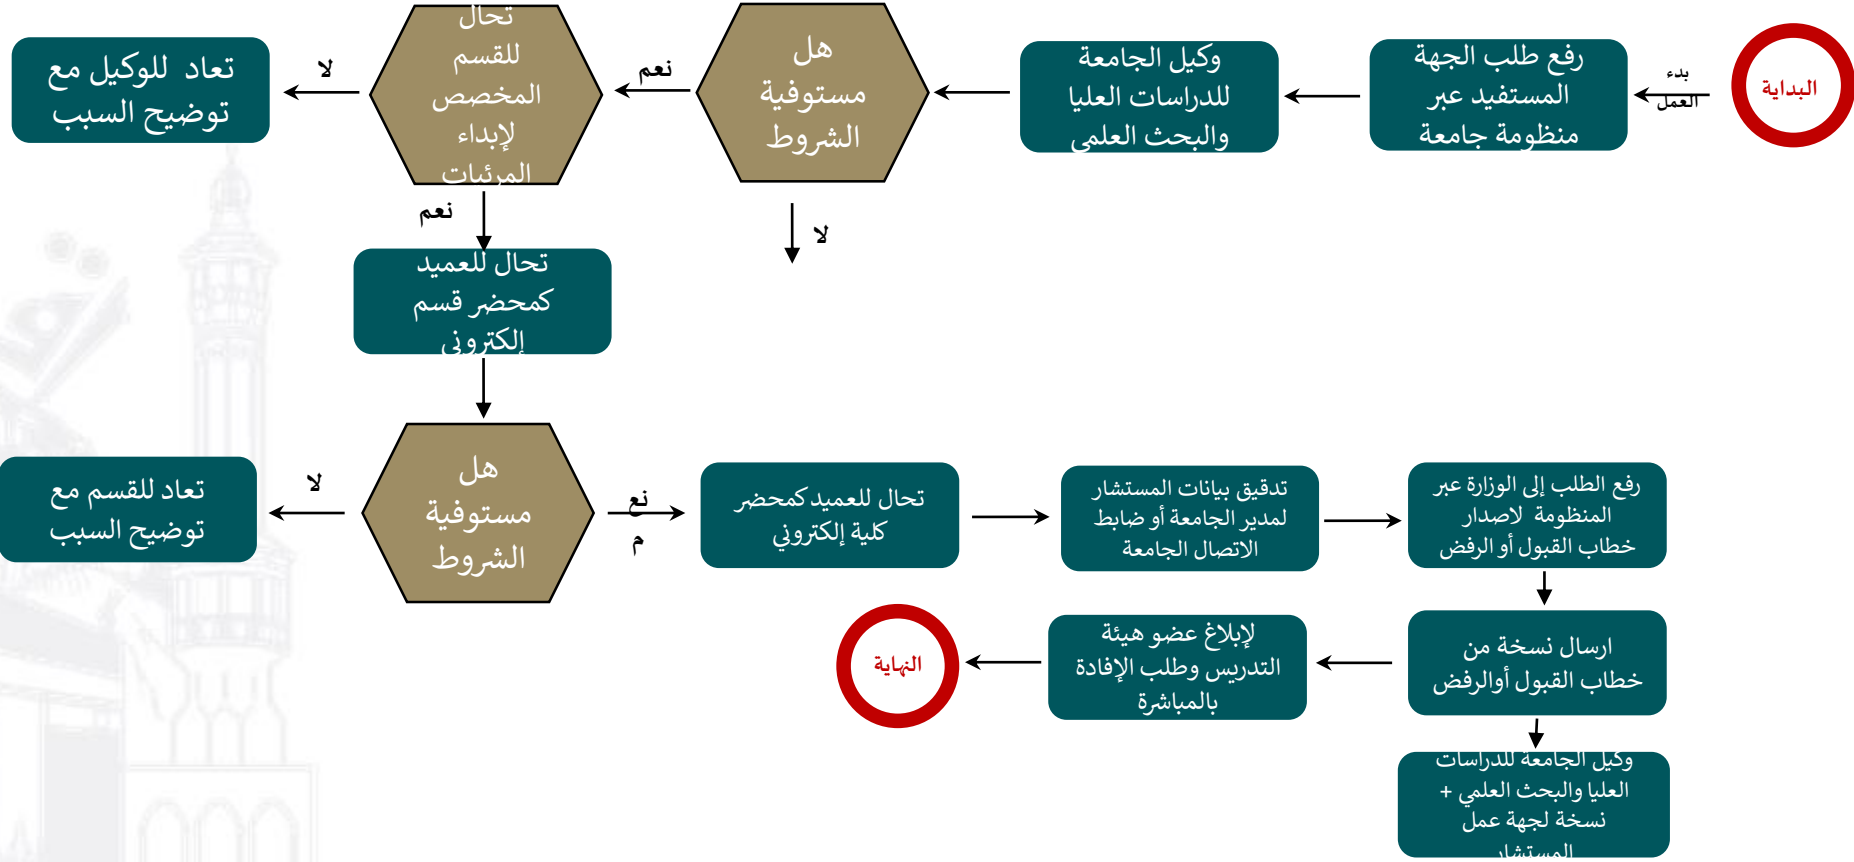 البداية
بدء
العمل
رفع طلب الجهة
المستفيد عبر
منظومة جامعة
وكيل الجامعة
للدراسات العليا
والبحث العلمي
هل
مستوفية
الشروط
نعم
لا
تحال
للقسم
المخصص
لإبداء
المرئيات
لا
تعاد للوكيل مع
توضيح السبب
نعم
تحال للعميد
كمحضر قسم
إلكتروني
هل
مستوفية
الشروط
لا
تعاد للقسم مع
توضيح السبب
نع
م
تحال للعميد كمحضر
كلية إلكتروني
تدقيق بيانات المستشار
لمدير الجامعة أو ضابط
الاتصال الجامعة
رفع الطلب إلى الوزارة عبر
المنظومة لاصدار
خطاب القبول أو الرفض
ارسال نسخة من
خطاب القبول أوالرفض
لإبلاغ عضو هيئة
التدريس وطلب الإفادة
بالمباشرة
النهاية
وكيل الجامعة للدراسات
العليا والبحث العلمي +
نسخة لجهة عمل
المستشار